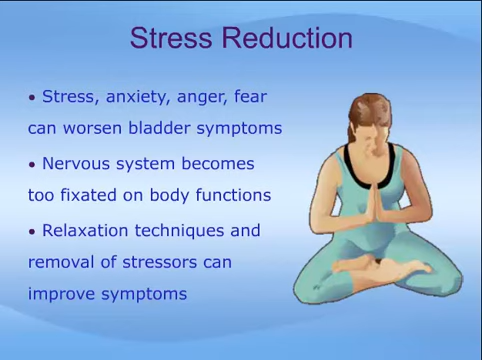 Stress Reduction
• Stress, anxiety, anger, fear
can worsen bladder symptoms
• Nervous system becomes
too fixated on body functions
• Relaxation techniques and
removal of stressors can
improve symptoms